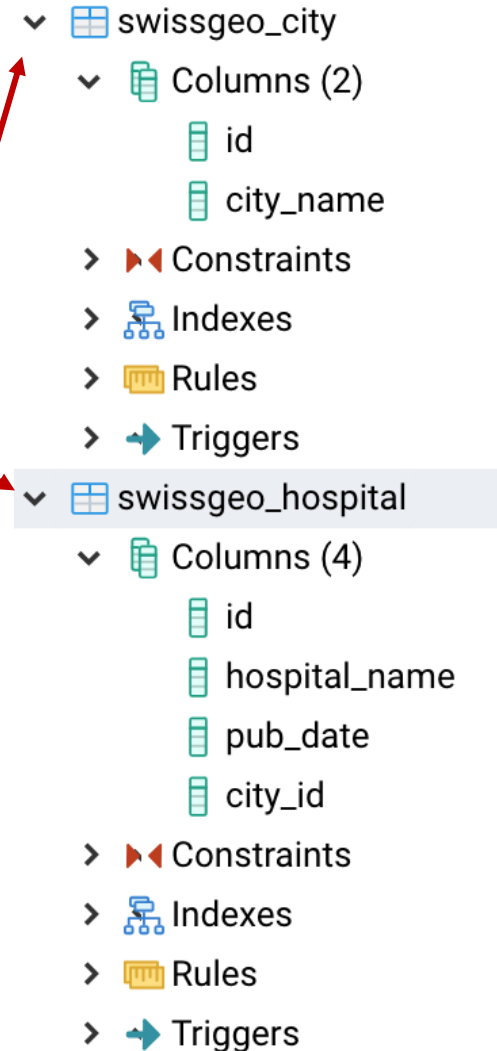 swissgeo_city
Columns (2)
id
city_name
Constraints
Indexes
Rules
Triggers
swissgeo_hospital
Columns (4)
id
hospital_name
pub_date
city_id
Constraints
Indexes
Rules
Triggers